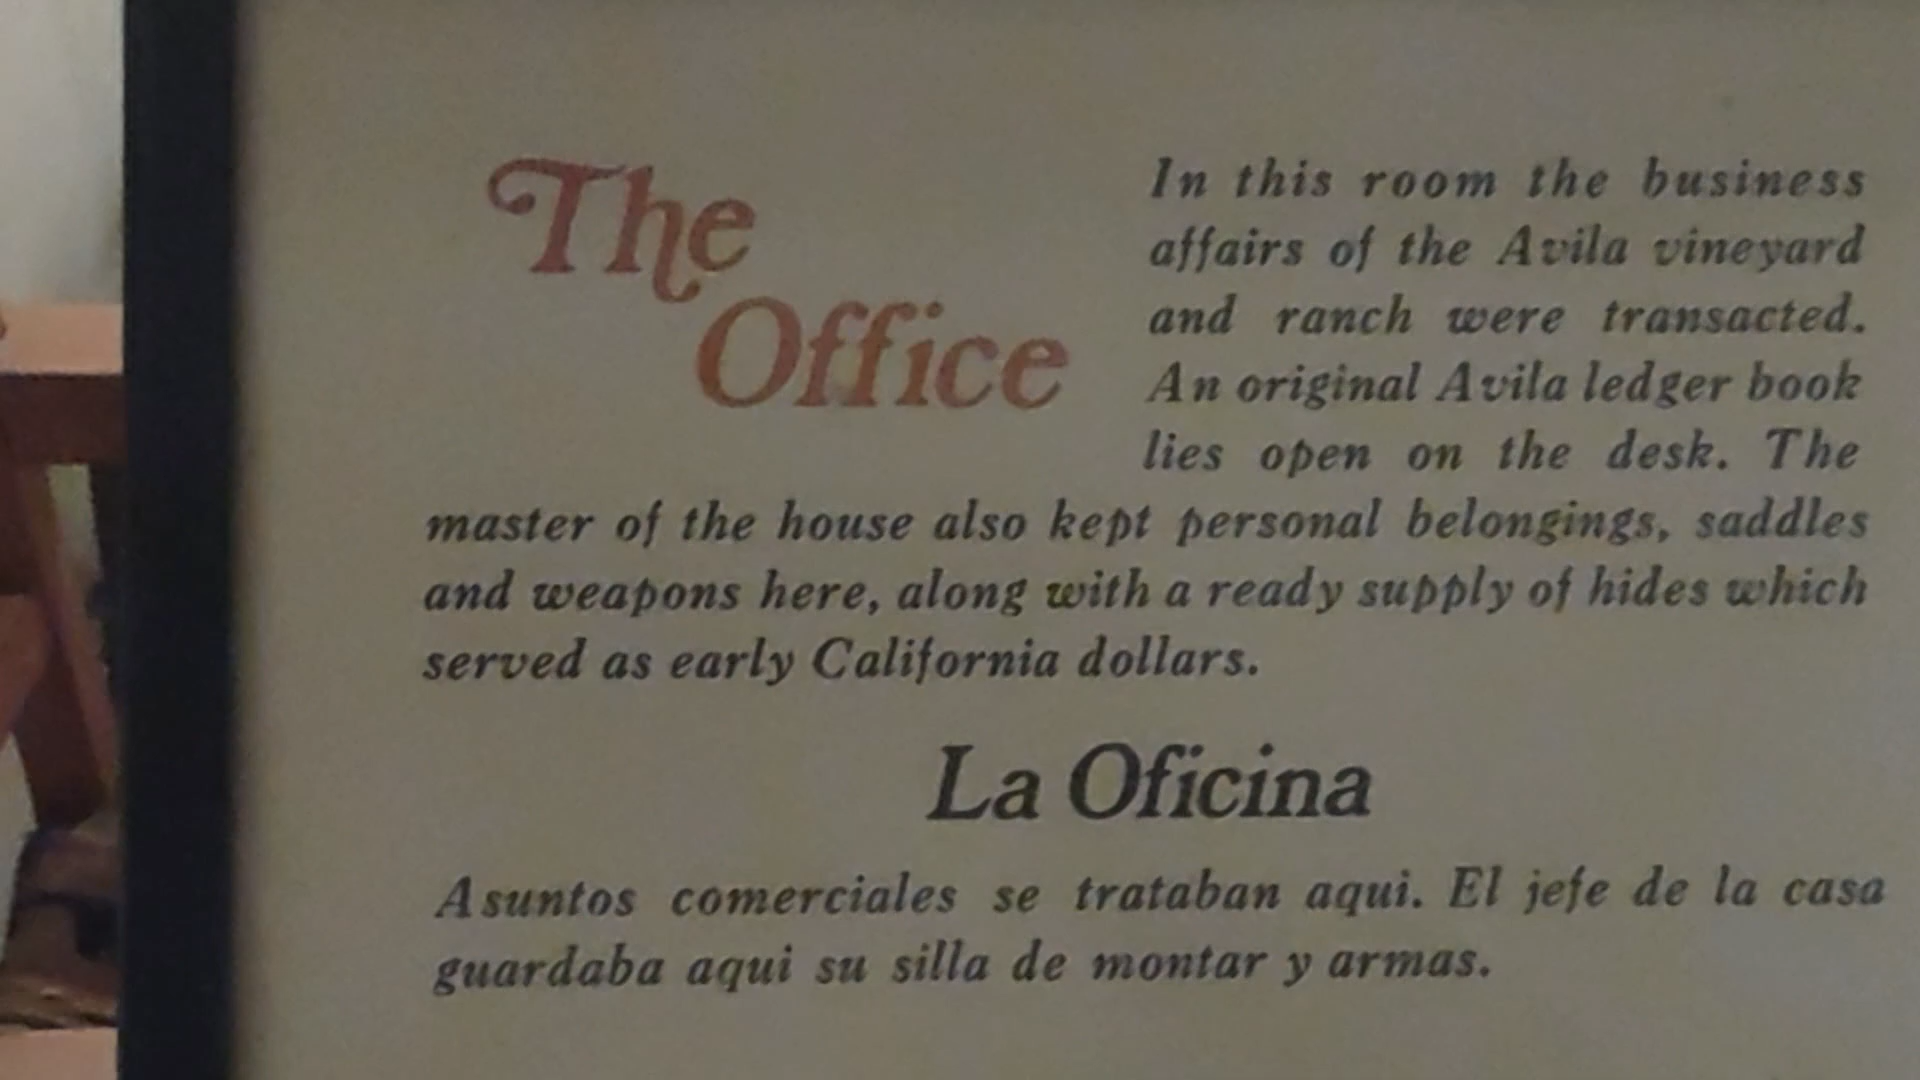 The
Office
In this room the business
affairs of the Avila vineyard
and ranch were transacted.
An original Avila ledger book
lies open on the desk. The
master of the house also kept personal belongings, saddles
and weapons here, along with a ready supply of hides which
served as early California dollars.
La Oficina
Asuntos comerciales se trataban aqui. El jefe de la casa
guardaba aqui su silla de montar y armas.